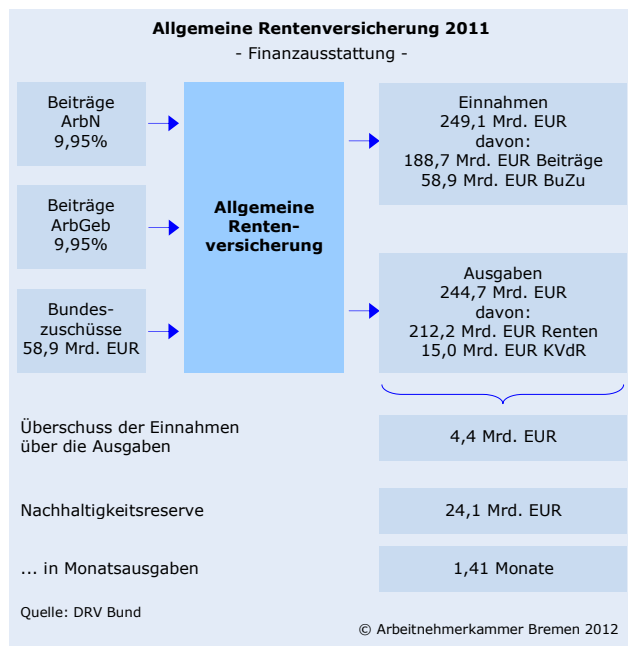 Allgemeine Rentenversicherung 2011
- Finanzausstattung -
Beiträge
ArbN
9,95%
Beiträge
ArbGeb
9,95%
Bundes-
zuschüsse
58,9 Mrd. EUR
Allgemeine
Renten-
versicherung
Einnahmen
249,1 Mrd. EUR
davon:
188,7 Mrd. EUR Beiträge
58,9 Mrd. EUR BuZu
Ausgaben
244,7 Mrd. EUR
davon:
212,2 Mrd. EUR Renten
15,0 Mrd. EUR KVdR
Überschuss der Einnahmen
über die Ausgaben
4,4 Mrd. EUR
Nachhaltigkeitsreserve
24,1 Mrd. EUR
... in Monatsausgaben
1,41 Monate
Quelle: DRV Bund
© Arbeitnehmerkammer Bremen 2012